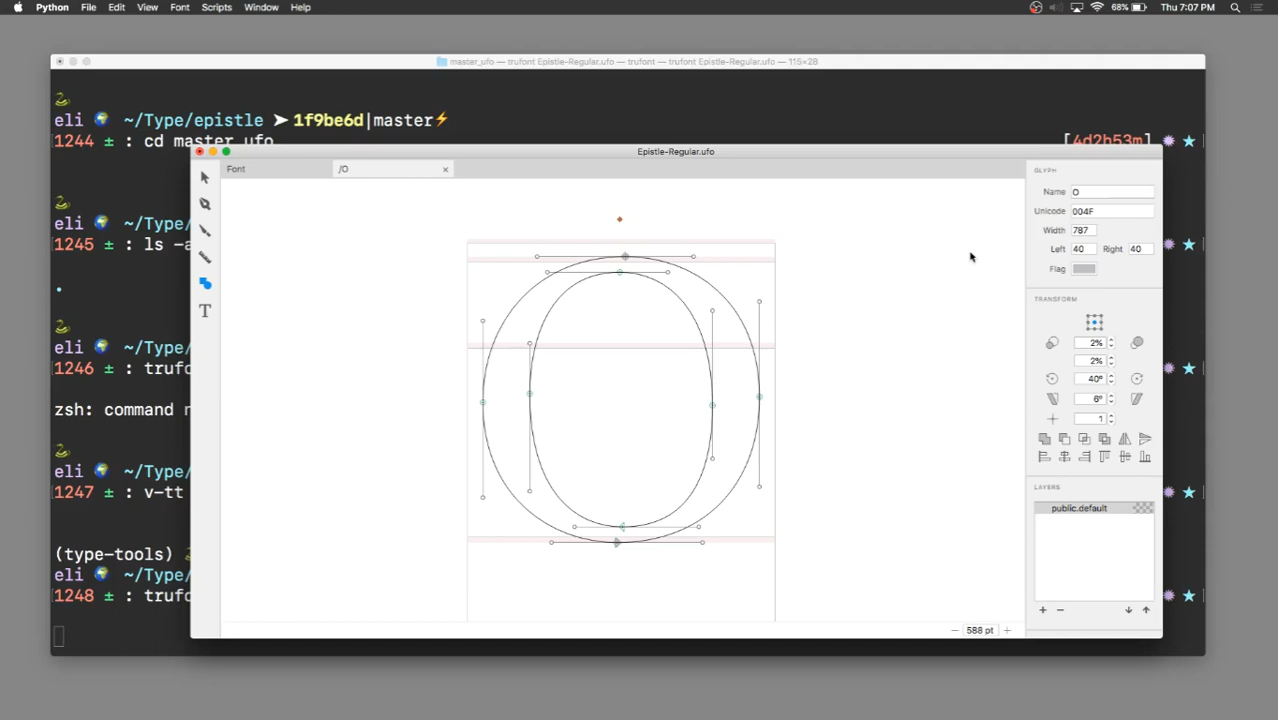 Python File Edit View Font Scripts Window Help 68% Thu 7:07 PM
master_ufo — trufont Epistle-Regular.ufo — trufont — trufont Epistle-Regular.ufo — 115×28
eli ~/Type/epistle ➤ 1f9be6d|master⚡
1244 ± : cd master_ufo [4d2h53m]
Epistle-Regular.ufo
Font /O ×
GLYPH
Name O
Unicode 004F
Width 787
Left 40 Right 40
Flag
TRANSFORM
2%
2%
40º
6º
1
LAYERS
public.default
588 pt
eli ~/Type/
1245 ± : ls -a
eli ~/Type/
1246 ± : trufo
zsh: command n
eli ~/Type/
1247 ± : v-tt
(type-tools)
eli ~/Type/
1248 ± : trufo